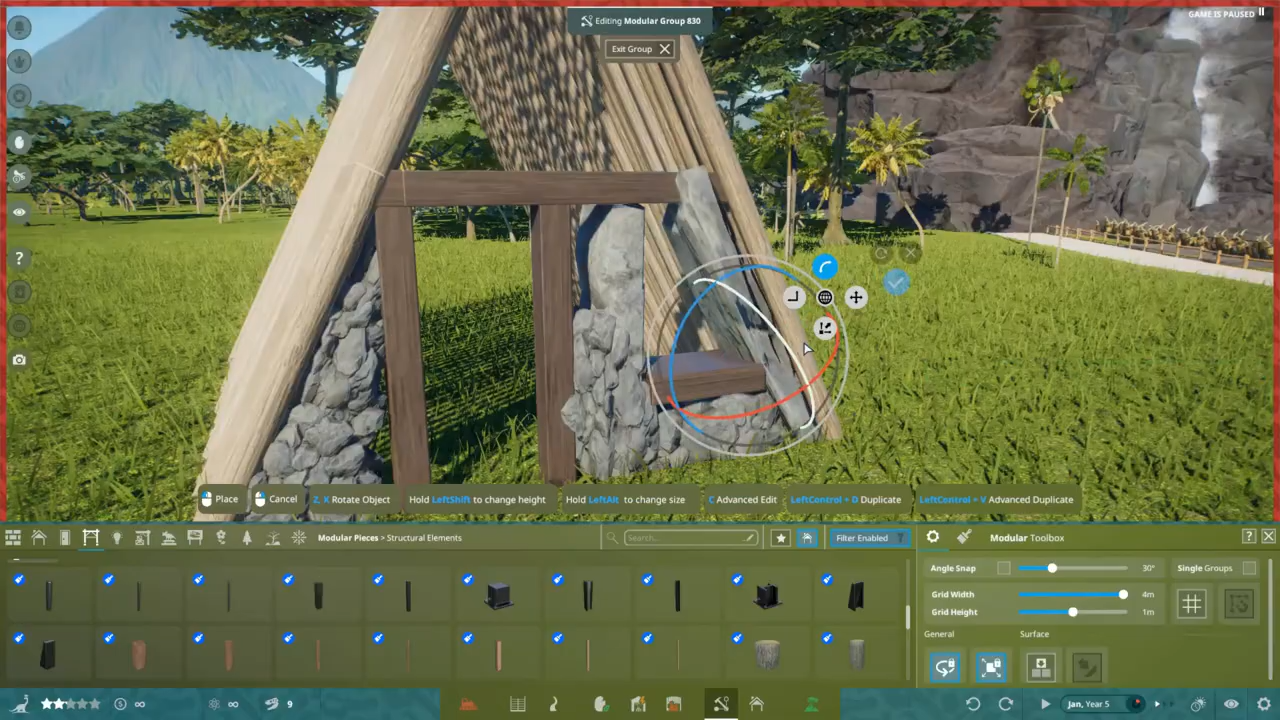 Editing Modular Group 830
GAME IS PAUSED
Exit Group
?
Place
Cancel
Z, X Rotate Object
Hold LeftShift to change height
Hold LeftAlt to change size
C Advanced Edit
LeftControl + D Duplicate
LeftControl + V Advanced Duplicate
Modular Pieces > Structural Elements
Search...
Filter Enabled
Modular Toolbox
?
Angle Snap
30°
Single Groups
Grid Width
4m
Grid Height
1m
General
Surface
∞
∞
9
Jan, Year 5